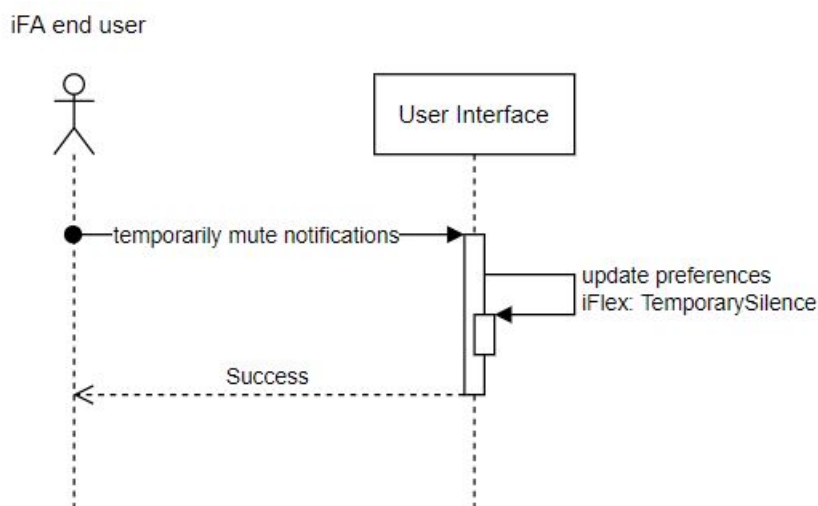 iFA end user
User Interface
temporarily mute notifications
update preferences
iFlex: TemporarySilence
Success